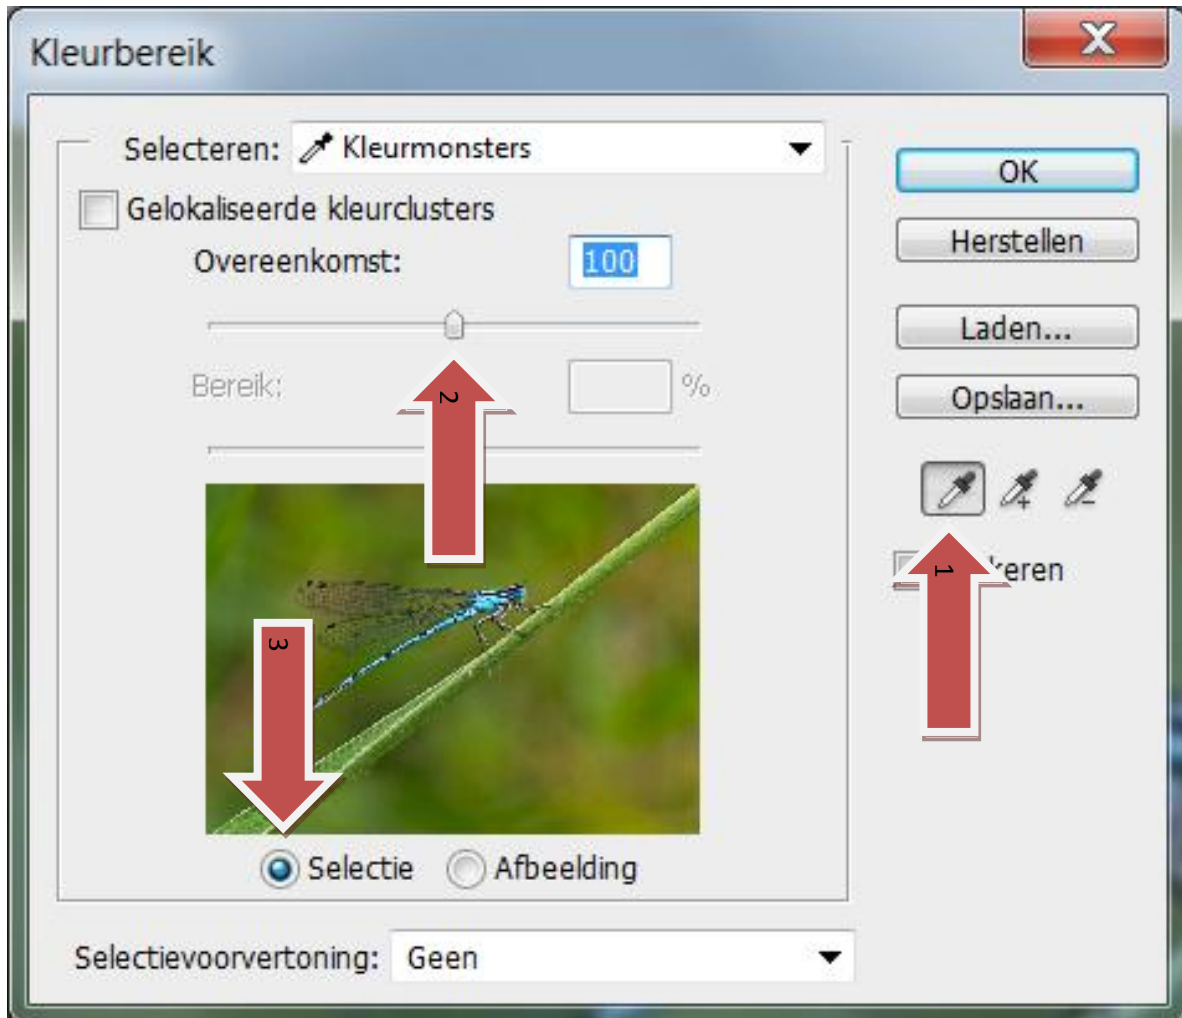 Kleurbereik
Selecteren: Kleurmonsters
Gelokaliseerde kleurclusters
Overeenkomst: 100
Bereik: %
2
3
Selectie Afbeelding
Selectievoorvertoning: Geen
OK
Herstellen
Laden...
Opslaan...
1
keren